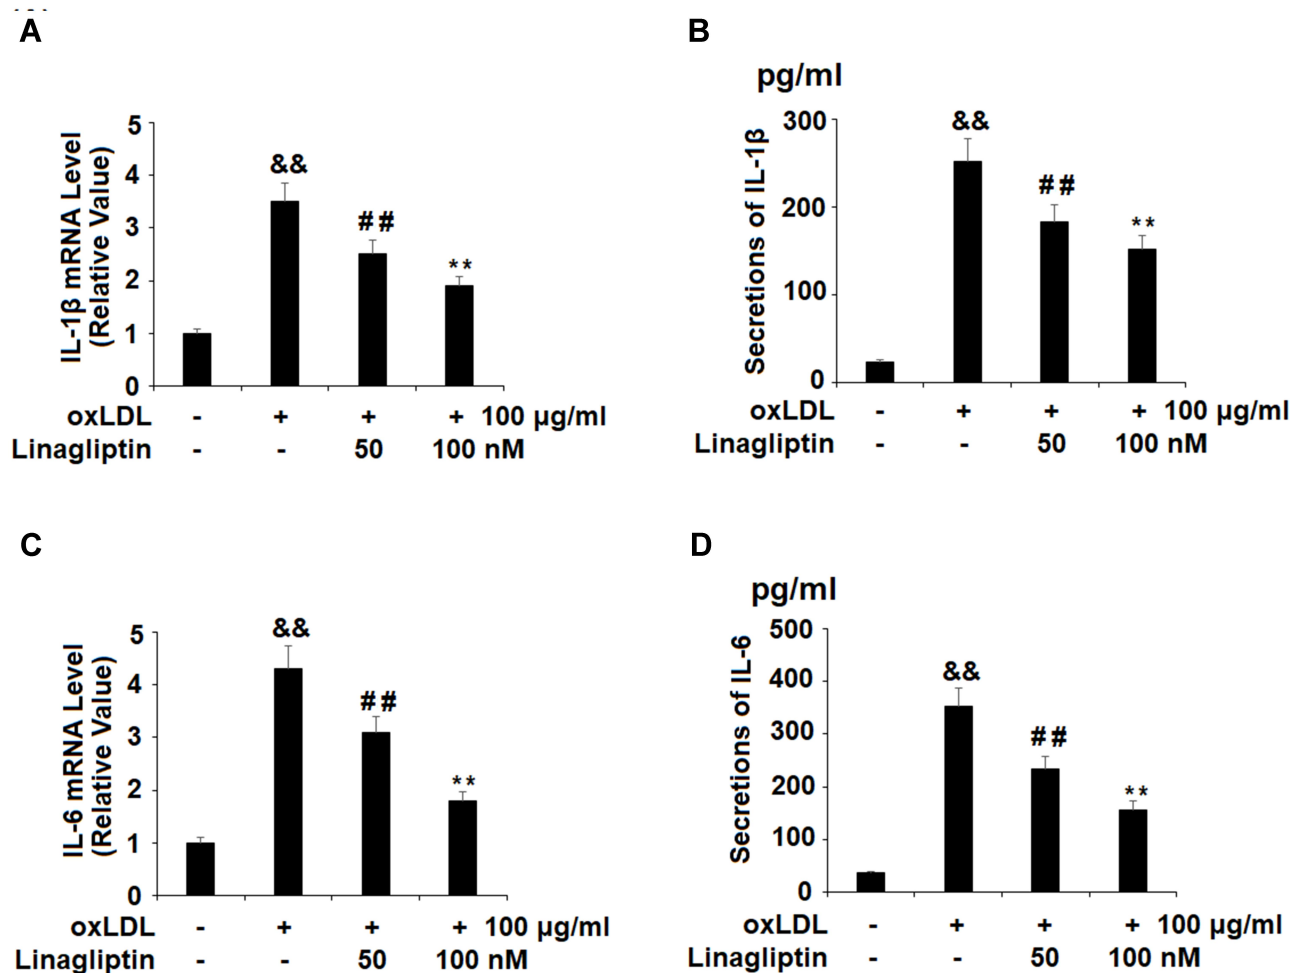 A
IL-1β mRNA Level
(Relative Value)
5
4
3
2
1
0
&&
##
**
oxLDL - + + + 100 µg/ml
Linagliptin - - 50 100 nM
B
pg/ml
Secretions of IL-1β
300
200
100
0
&&
##
**
oxLDL - + + + 100 µg/ml
Linagliptin - - 50 100 nM
C
IL-6 mRNA Level
(Relative Value)
5
4
3
2
1
0
&&
##
**
oxLDL - + + + 100 µg/ml
Linagliptin - - 50 100 nM
D
pg/ml
Secretions of IL-6
500
400
300
200
100
0
&&
##
**
oxLDL - + + + 100 µg/ml
Linagliptin - - 50 100 nM